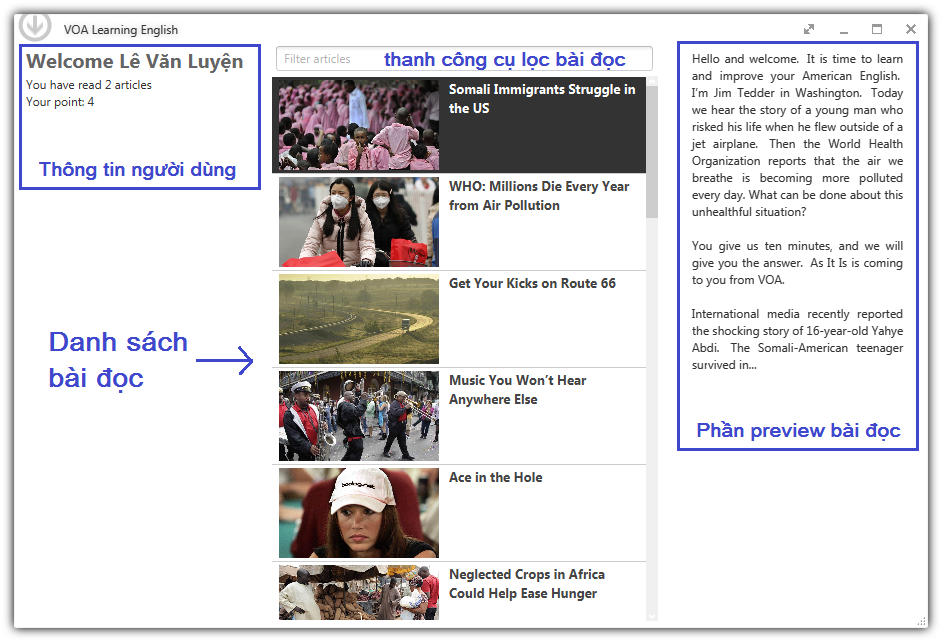 VOA Learning English
Welcome Lê Văn Luyện
You have read 2 articles
Your point: 4
Thông tin người dùng
Filter articles
thanh công cụ lọc bài đọc
Somali Immigrants Struggle in
the US
WHO: Millions Die Every Year
from Air Pollution
Get Your Kicks on Route 66
Danh sách
bài đọc
Music You Won't Hear
Anywhere Else
Ace in the Hole
bodog.net
Neglected Crops in Africa
Could Help Ease Hunger
Hello and welcome. It is time to learn
and improve your American English.
I'm Jim Tedder in Washington. Today
we hear the story of a young man who
risked his life when he flew outside of a
jet airplane. Then the World Health
Organization reports that the air we
breathe is becoming more polluted
every day. What can be done about this
unhealthful situation?
You give us ten minutes, and we will
give you the answer. As It Is is coming
to you from VOA.
International media recently reported
the shocking story of 16-year-old Yahye
Abdi. The Somali-American teenager
survived in...
Phần preview bài đọc